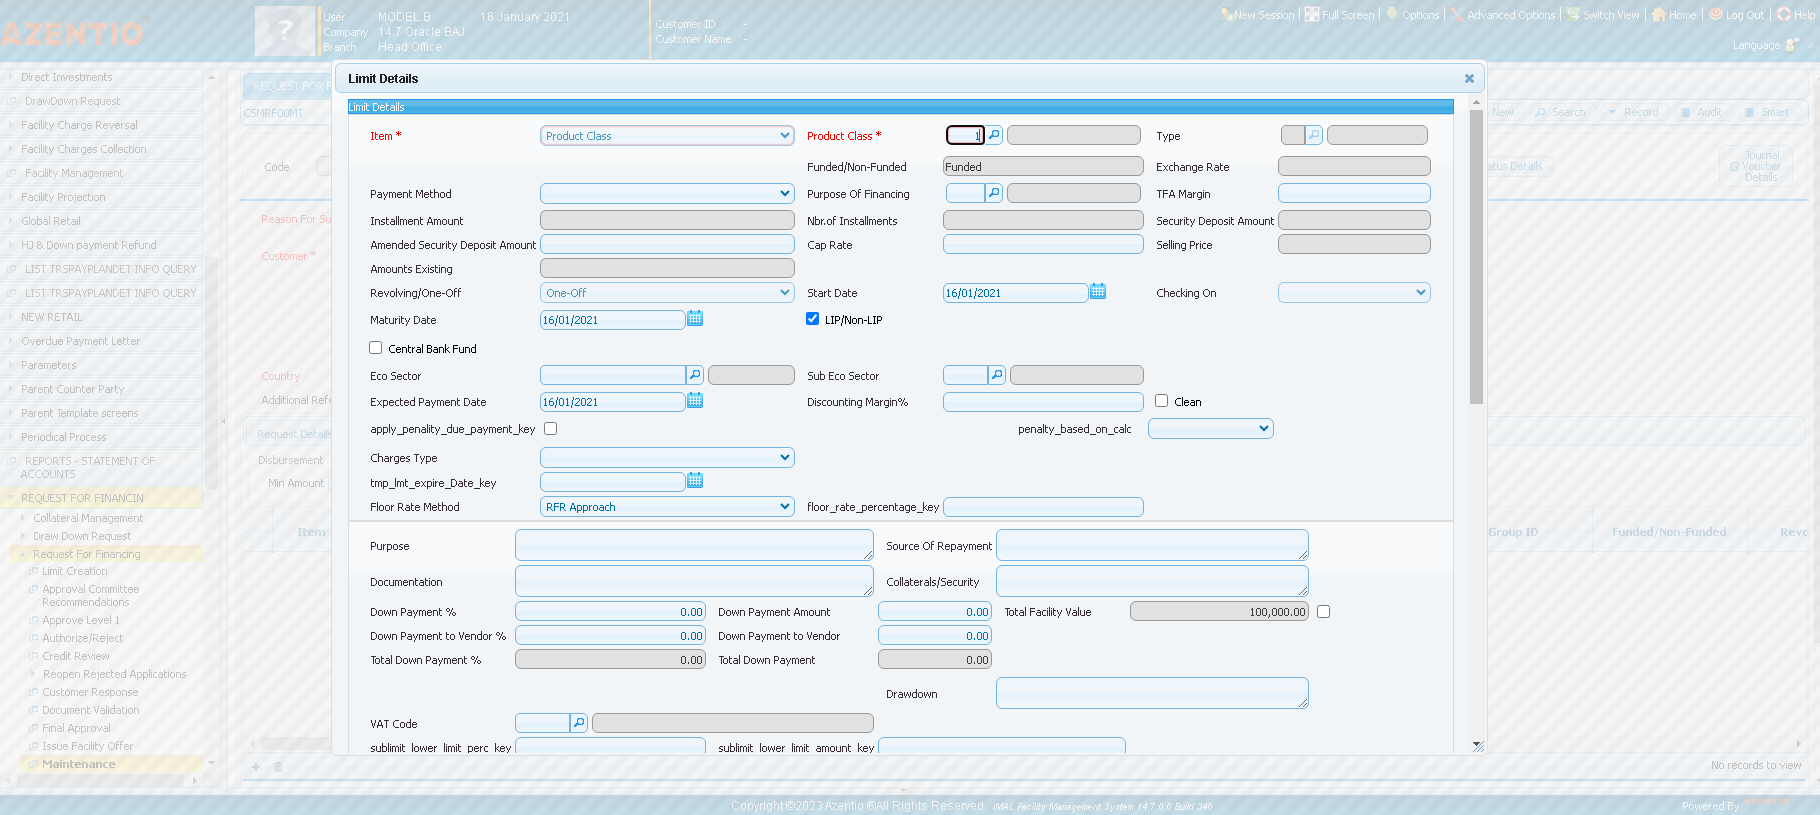 AZENTIO
User : MODEL B 16 January 2021
Company : 14.7 Oracle BAJ
Branch : Head Office
Customer ID : -
Customer Name : -
New Session Full Screen Options Advanced Options Switch View Home Log Out Help
Language
Direct Investments
DrawDown Request
Facility Charge Reversal
Facility Charges Collection
Facility Management
Facility Projection
Global Retail
HJ & Down payment Refund
LIST TRSPAYPLANDET INFO QUERY
LIST TRSPAYPLANDET INFO QUERY
NEW RETAIL
Overdue Payment Letter
Parameters
Parent Counter Party
Parent Template screens
Periodical Process
REPORTS - STATEMENT OF
ACCOUNTS
REQUEST FOR FINANCIN
Collateral Management
Draw Down Request
Request For Financing
Limit Creation
Approval Committee
Recommendations
Approve Level 1
Authorize/Reject
Credit Review
Reopen Rejected Applications
Customer Response
Document Validation
Final Approval
Issue Facility Offer
Maintenance
REQUEST FOR F
CSMRF00MT
New Search Record Audit Smart
Code
atus Details
Journal
Voucher
Details
Reason For Su
Customer *
Country
Additional Refe
Request Details
Disbursement
Min Amount
Item
Group ID Funded/Non-Funded Revo
No records to view
Limit Details
Limit Details
Item * Product Class Product Class * 1 Type
Funded/Non-Funded Funded Exchange Rate
Payment Method Purpose Of Financing TFA Margin
Installment Amount Nbr.of Installments Security Deposit Amount
Amended Security Deposit Amount Cap Rate Selling Price
Amounts Existing
Revolving/One-Off One-Off Start Date 16/01/2021 Checking On
Maturity Date 16/01/2021 LIP/Non-LIP
Central Bank Fund
Eco Sector Sub Eco Sector
Expected Payment Date 16/01/2021 Discounting Margin% Clean
apply_penality_due_payment_key penalty_based_on_calc
Charges Type
tmp_lmt_expire_Date_key
Floor Rate Method RFR Approach floor_rate_percentage_key
Purpose Source Of Repayment
Documentation Collaterals/Security
Down Payment % 0.00 Down Payment Amount 0.00 Total Facility Value 100,000.00
Down Payment to Vendor % 0.00 Down Payment to Vendor 0.00
Total Down Payment % 0.00 Total Down Payment 0.00
Drawdown
VAT Code
sublimit_lower_limit_perc_key sublimit_lower_limit_amount_key
Copyright ©2023 Azentio ®All Rights Reserved iMAL Facility Management System 14.7.0.0 Build 340
Powered By